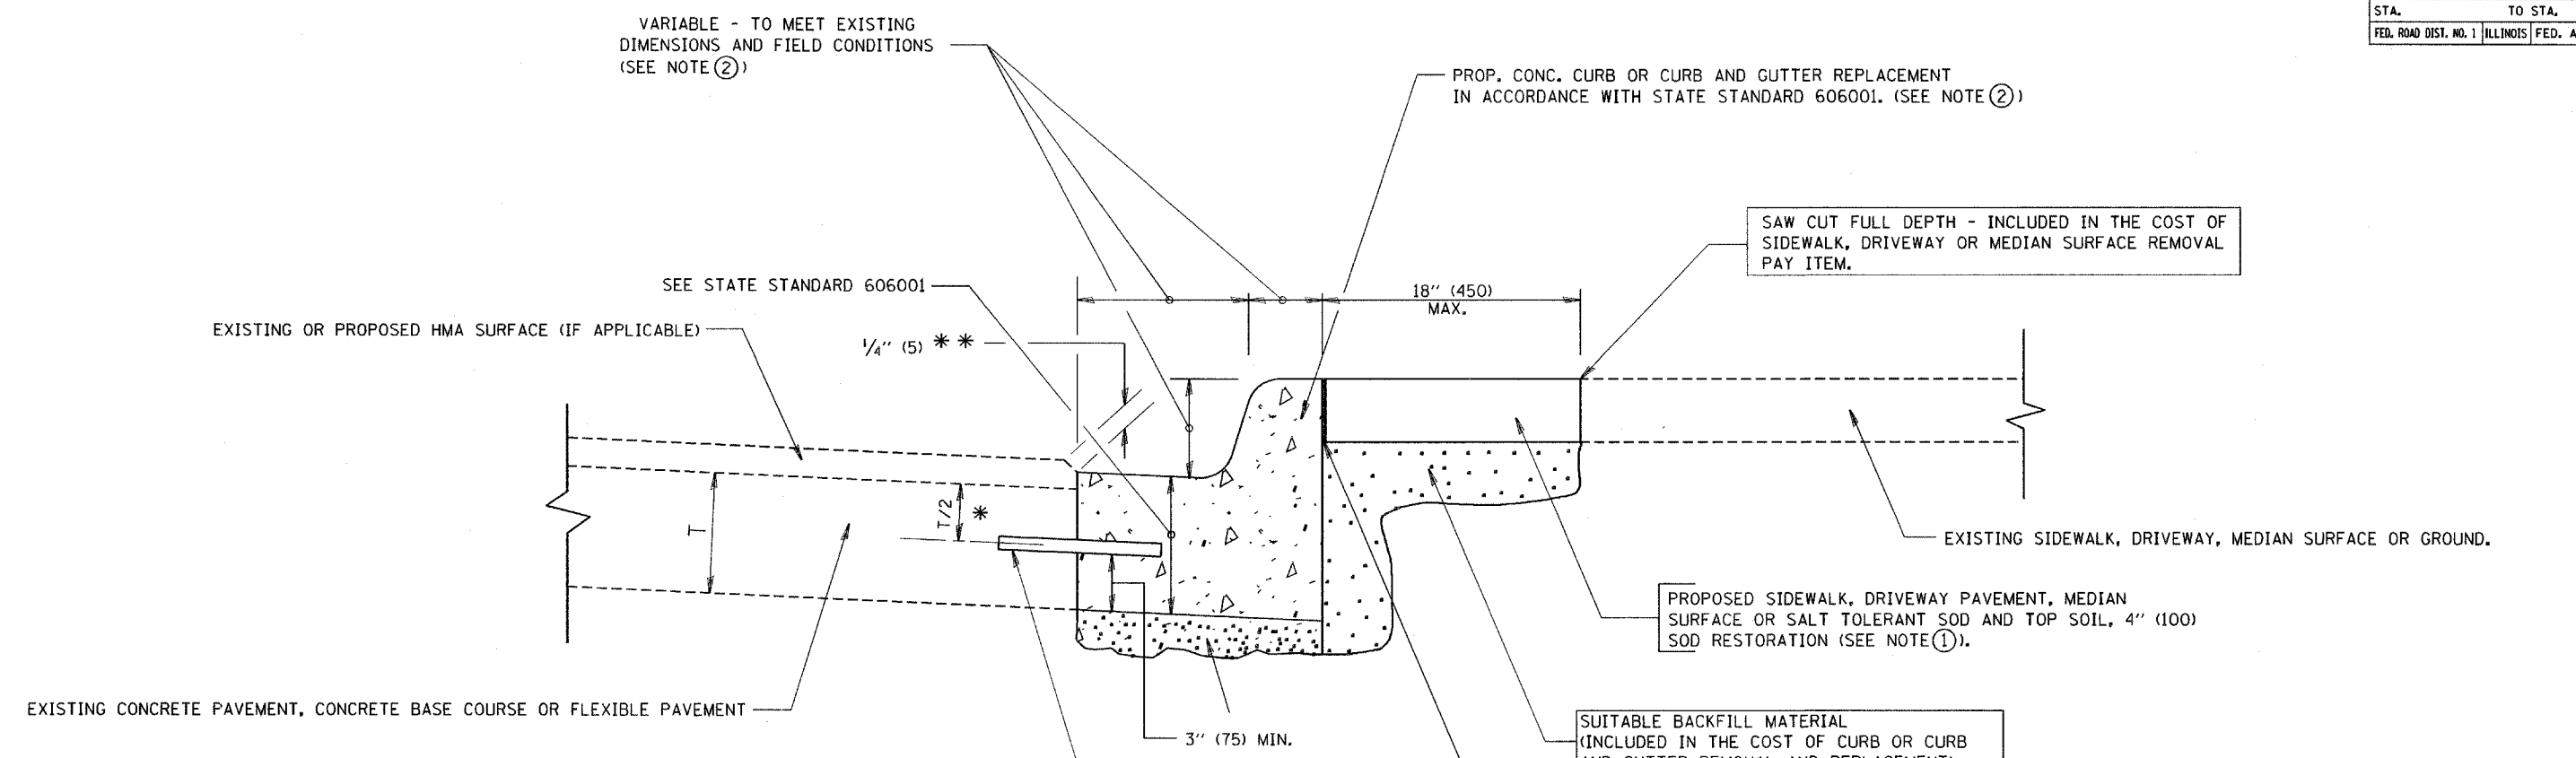 STA. TO STA.
FED. ROAD DIST. NO. 1 ILLINOIS FED. A
VARIABLE - TO MEET EXISTING
DIMENSIONS AND FIELD CONDITIONS
(SEE NOTE ②)
PROP. CONC. CURB OR CURB AND GUTTER REPLACEMENT
IN ACCORDANCE WITH STATE STANDARD 606001. (SEE NOTE ②)
SAW CUT FULL DEPTH - INCLUDED IN THE COST OF
SIDEWALK, DRIVEWAY OR MEDIAN SURFACE REMOVAL
PAY ITEM.
SEE STATE STANDARD 606001
18" (450)
MAX.
EXISTING OR PROPOSED HMA SURFACE (IF APPLICABLE)
1/4" (5) * *
T
T/2 *
EXISTING SIDEWALK, DRIVEWAY, MEDIAN SURFACE OR GROUND.
PROPOSED SIDEWALK, DRIVEWAY PAVEMENT, MEDIAN
SURFACE OR SALT TOLERANT SOD AND TOP SOIL, 4" (100)
SOD RESTORATION (SEE NOTE ①).
EXISTING CONCRETE PAVEMENT, CONCRETE BASE COURSE OR FLEXIBLE PAVEMENT
3" (75) MIN.
SUITABLE BACKFILL MATERIAL
(INCLUDED IN THE COST OF CURB OR CURB
AND GUTTER REMOVAL AND REPLACEMENT)